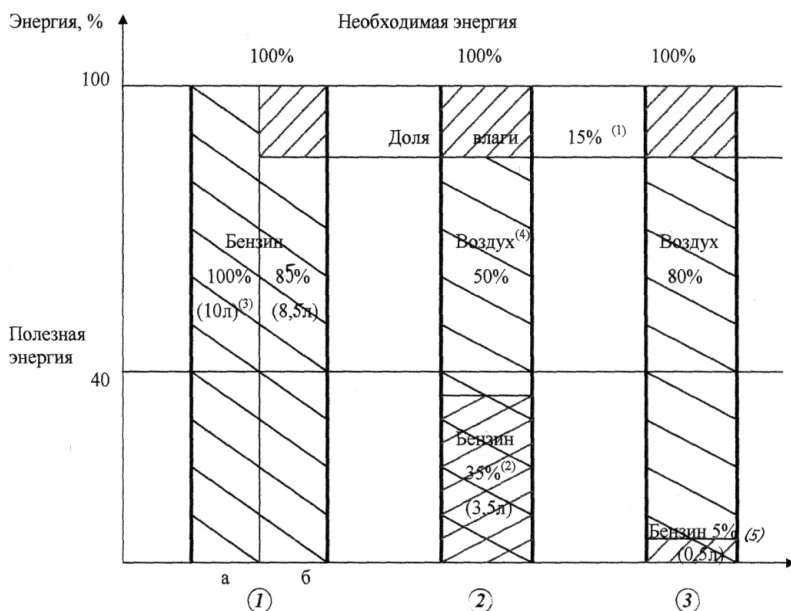 Энергия, %
Необходимая энергия
100% 100% 100%
100
Доля влаги 15% (1)
Бензин Воздух(4) Воздух
100% 85% 50% 80%
(10л)(3) (8,5л)
Полезная
энергия
40
Бензин
35%(2)
(3,5л)
Бензин 5% (5)
(0,5л)
а б
1 2 3